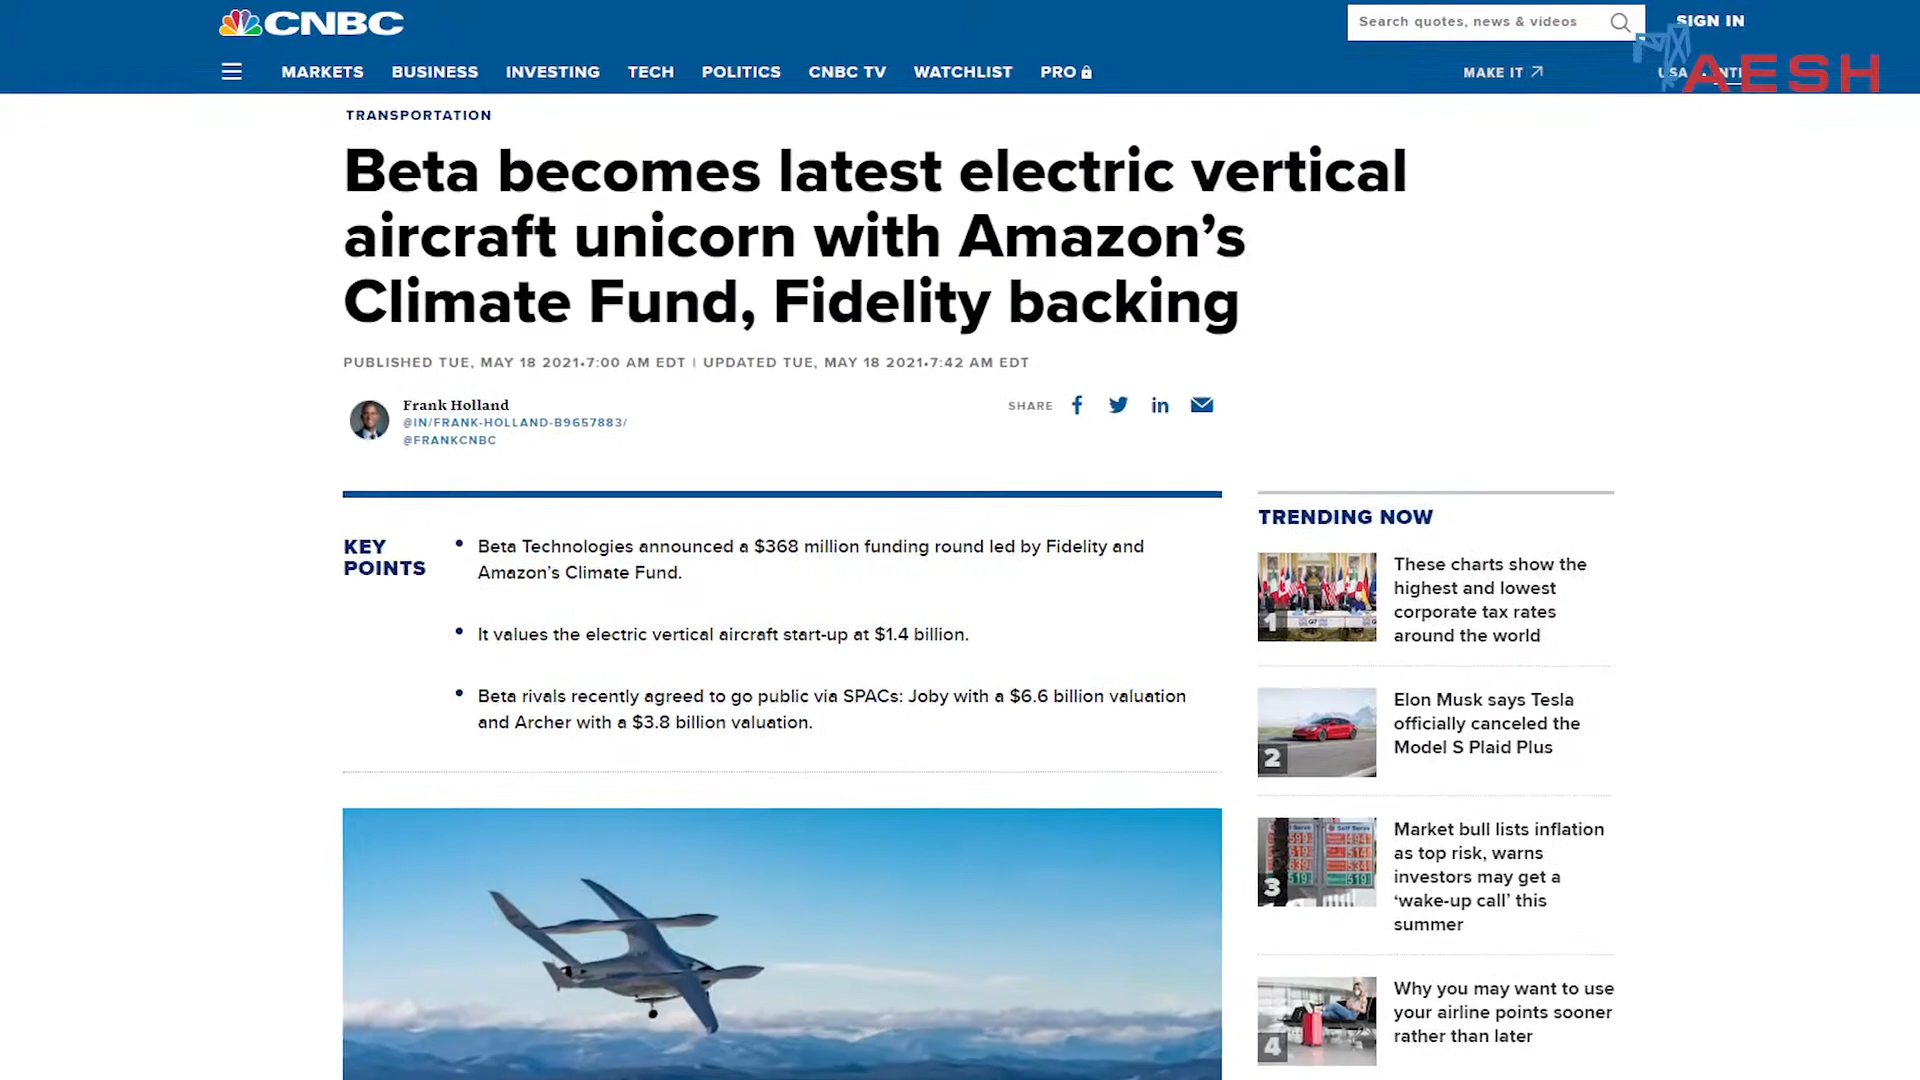 CNBC
Search quotes, news & videos
SIGN IN
MARKETS BUSINESS INVESTING TECH POLITICS CNBC TV WATCHLIST PRO
MAKE IT
USA
AESH
TRANSPORTATION
Beta becomes latest electric vertical
aircraft unicorn with Amazon’s
Climate Fund, Fidelity backing
PUBLISHED TUE, MAY 18 2021•7:00 AM EDT | UPDATED TUE, MAY 18 2021•7:42 AM EDT
Frank Holland
@IN/FRANK-HOLLAND-B9657883/
@FRANKCNBC
SHARE
KEY
POINTS
• Beta Technologies announced a $368 million funding round led by Fidelity and
Amazon’s Climate Fund.
• It values the electric vertical aircraft start-up at $1.4 billion.
• Beta rivals recently agreed to go public via SPACs: Joby with a $6.6 billion valuation
and Archer with a $3.8 billion valuation.
TRENDING NOW
1
These charts show the
highest and lowest
corporate tax rates
around the world
2
Elon Musk says Tesla
officially canceled the
Model S Plaid Plus
3
Market bull lists inflation
as top risk, warns
investors may get a
‘wake-up call’ this
summer
4
Why you may want to use
your airline points sooner
rather than later